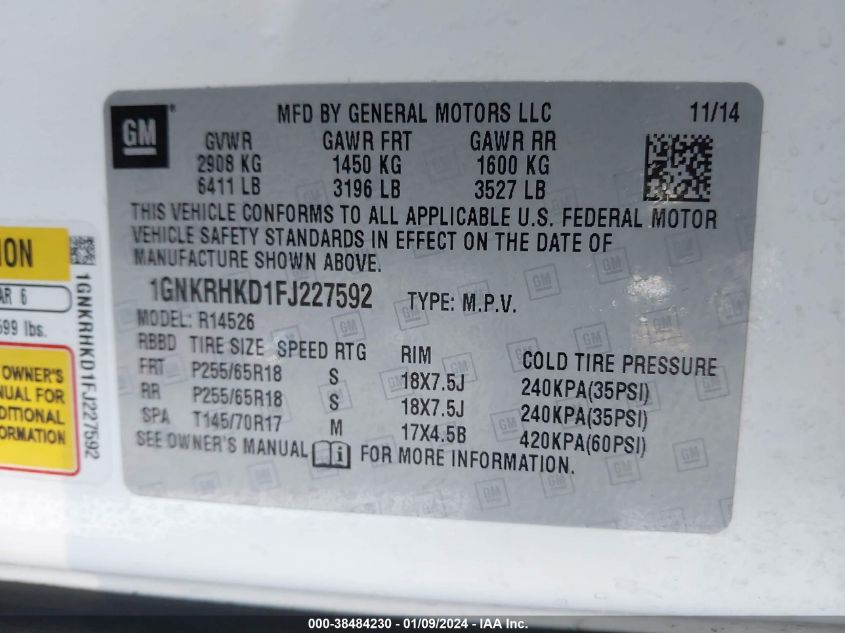 GM ® MFD BY GENERAL MOTORS LLC 11/14
GVWR GAWR FRT GAWR RR
2908 KG 1450 KG 1600 KG
6411 LB 3196 LB 3527 LB
THIS VEHICLE CONFORMS TO ALL APPLICABLE U.S. FEDERAL MOTOR
VEHICLE SAFETY STANDARDS IN EFFECT ON THE DATE OF
MANUFACTURE SHOWN ABOVE.
1GNKRHKD1FJ227592 TYPE: M.P.V.
MODEL: R14526
RBBD TIRE SIZE SPEED RTG RIM COLD TIRE PRESSURE
FRT P255/65R18 S 18X7.5J 240KPA(35PSI)
RR P255/65R18 S 18X7.5J 240KPA(35PSI)
SPA T145/70R17 M 17X4.5B 420KPA(60PSI)
SEE OWNER'S MANUAL FOR MORE INFORMATION.
ION
AR 6
599 lbs.
OWNER'S
NUAL FOR
DITIONAL
ORMATION
1GNKRHKD1FJ227592
000-38484230 - 01/09/2024 - IAA Inc.